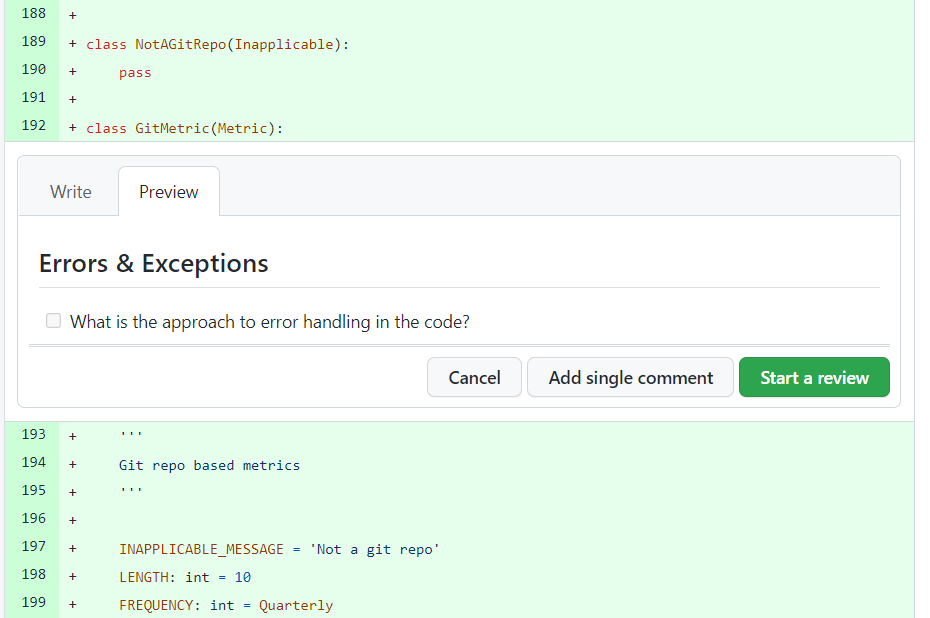 188 +
189 + class NotAGitRepo(Inapplicable):
190 +     pass
191 +
192 + class GitMetric(Metric):
Write Preview
Errors & Exceptions
What is the approach to error handling in the code?
Cancel Add single comment Start a review
193 +     '''
194 +     Git repo based metrics
195 +     '''
196 +
197 +     INAPPLICABLE_MESSAGE = 'Not a git repo'
198 +     LENGTH: int = 10
199 +     FREQUENCY: int = Quarterly